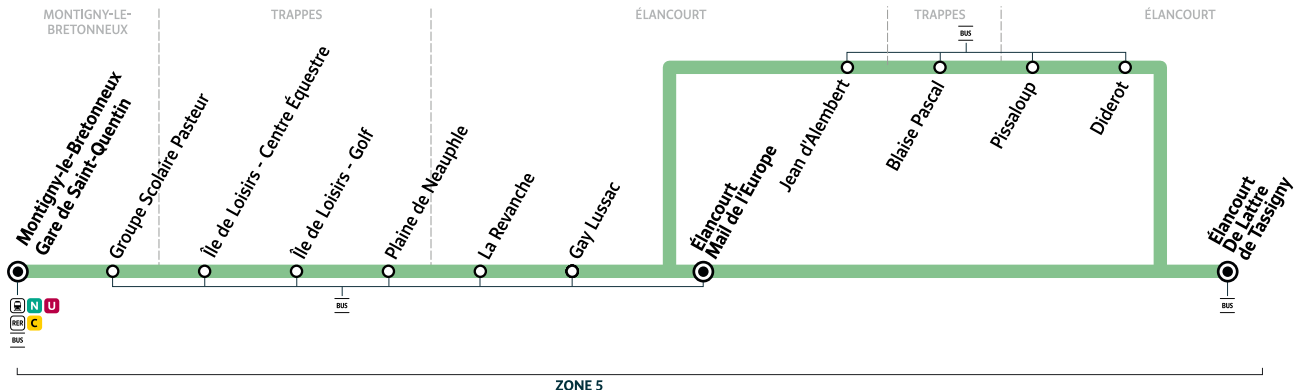 MONTIGNY-LE-
BRETONNEUX
TRAPPES
ÉLANCOURT
TRAPPES
ÉLANCOURT
BUS
Montigny-le-Bretonneux
Gare de Saint-Quentin
Groupe Scolaire Pasteur
Île de Loisirs - Centre Équestre
Île de Loisirs - Golf
Plaine de Neauphle
La Revanche
Gay Lussac
Élancourt
Mail de l'Europe
Jean d'Alembert
Blaise Pascal
Pissaloup
Diderot
Élancourt
De Lattre
de Tassigny
N U
RER C
BUS
BUS
BUS
ZONE 5